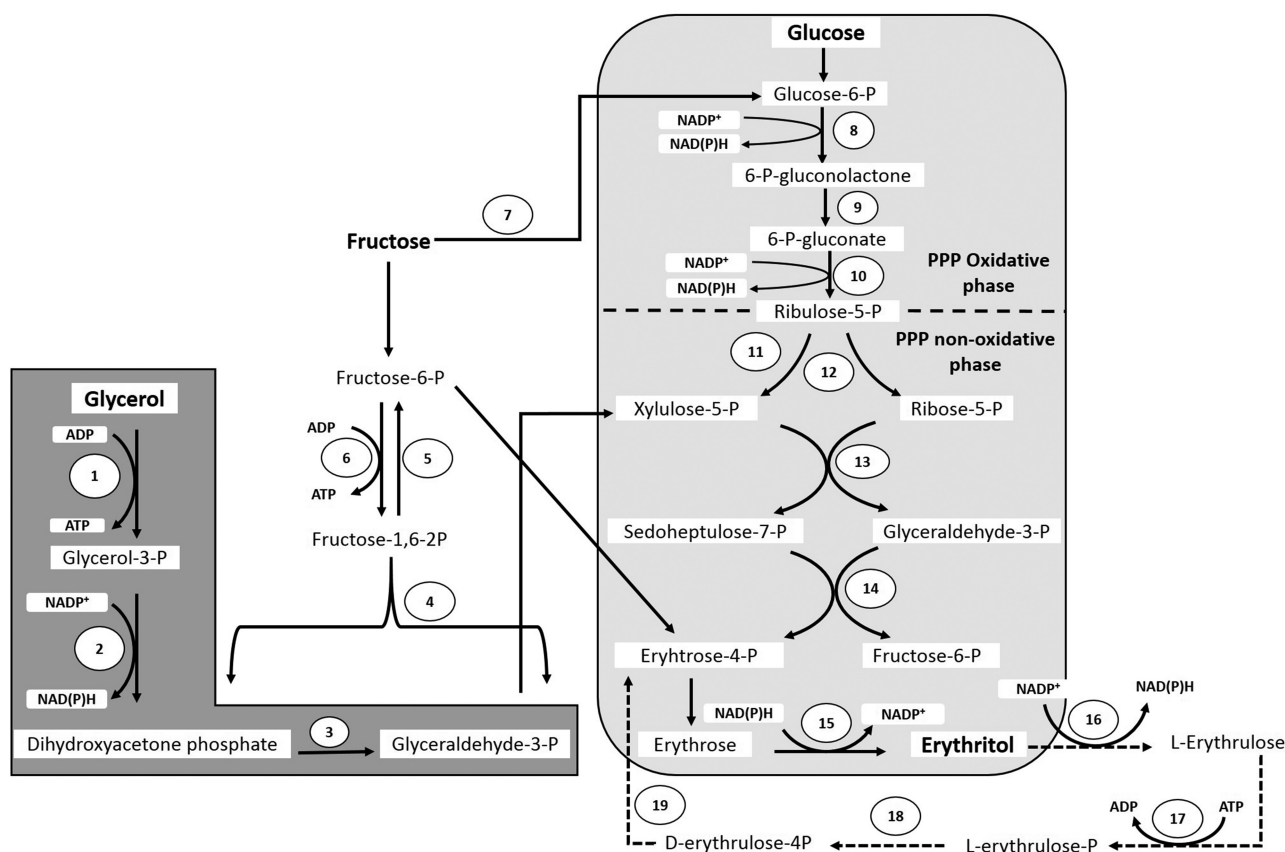 Glucose
Glucose-6-P
NADP+
8
NAD(P)H
6-P-gluconolactone
7
9
Fructose
6-P-gluconate
NADP+
10
NAD(P)H
PPP Oxidative
phase
Ribulose-5-P
PPP non-oxidative
phase
11
12
Fructose-6-P
Glycerol
Xylulose-5-P
Ribose-5-P
ADP
ADP
1
6
5
13
ATP
ATP
Glycerol-3-P
Fructose-1,6-2P
Sedoheptulose-7-P
Glyceraldehyde-3-P
NADP+
4
14
2
Eryhtrose-4-P
Fructose-6-P
NAD(P)H
NADP+
NAD(P)H
16
NAD(P)H
15
NADP+
3
Dihydroxyacetone phosphate
Glyceraldehyde-3-P
Erythrose
Erythritol
L-Erythrulose
19
18
ADP
17
ATP
D-erythrulose-4P
L-erythrulose-P